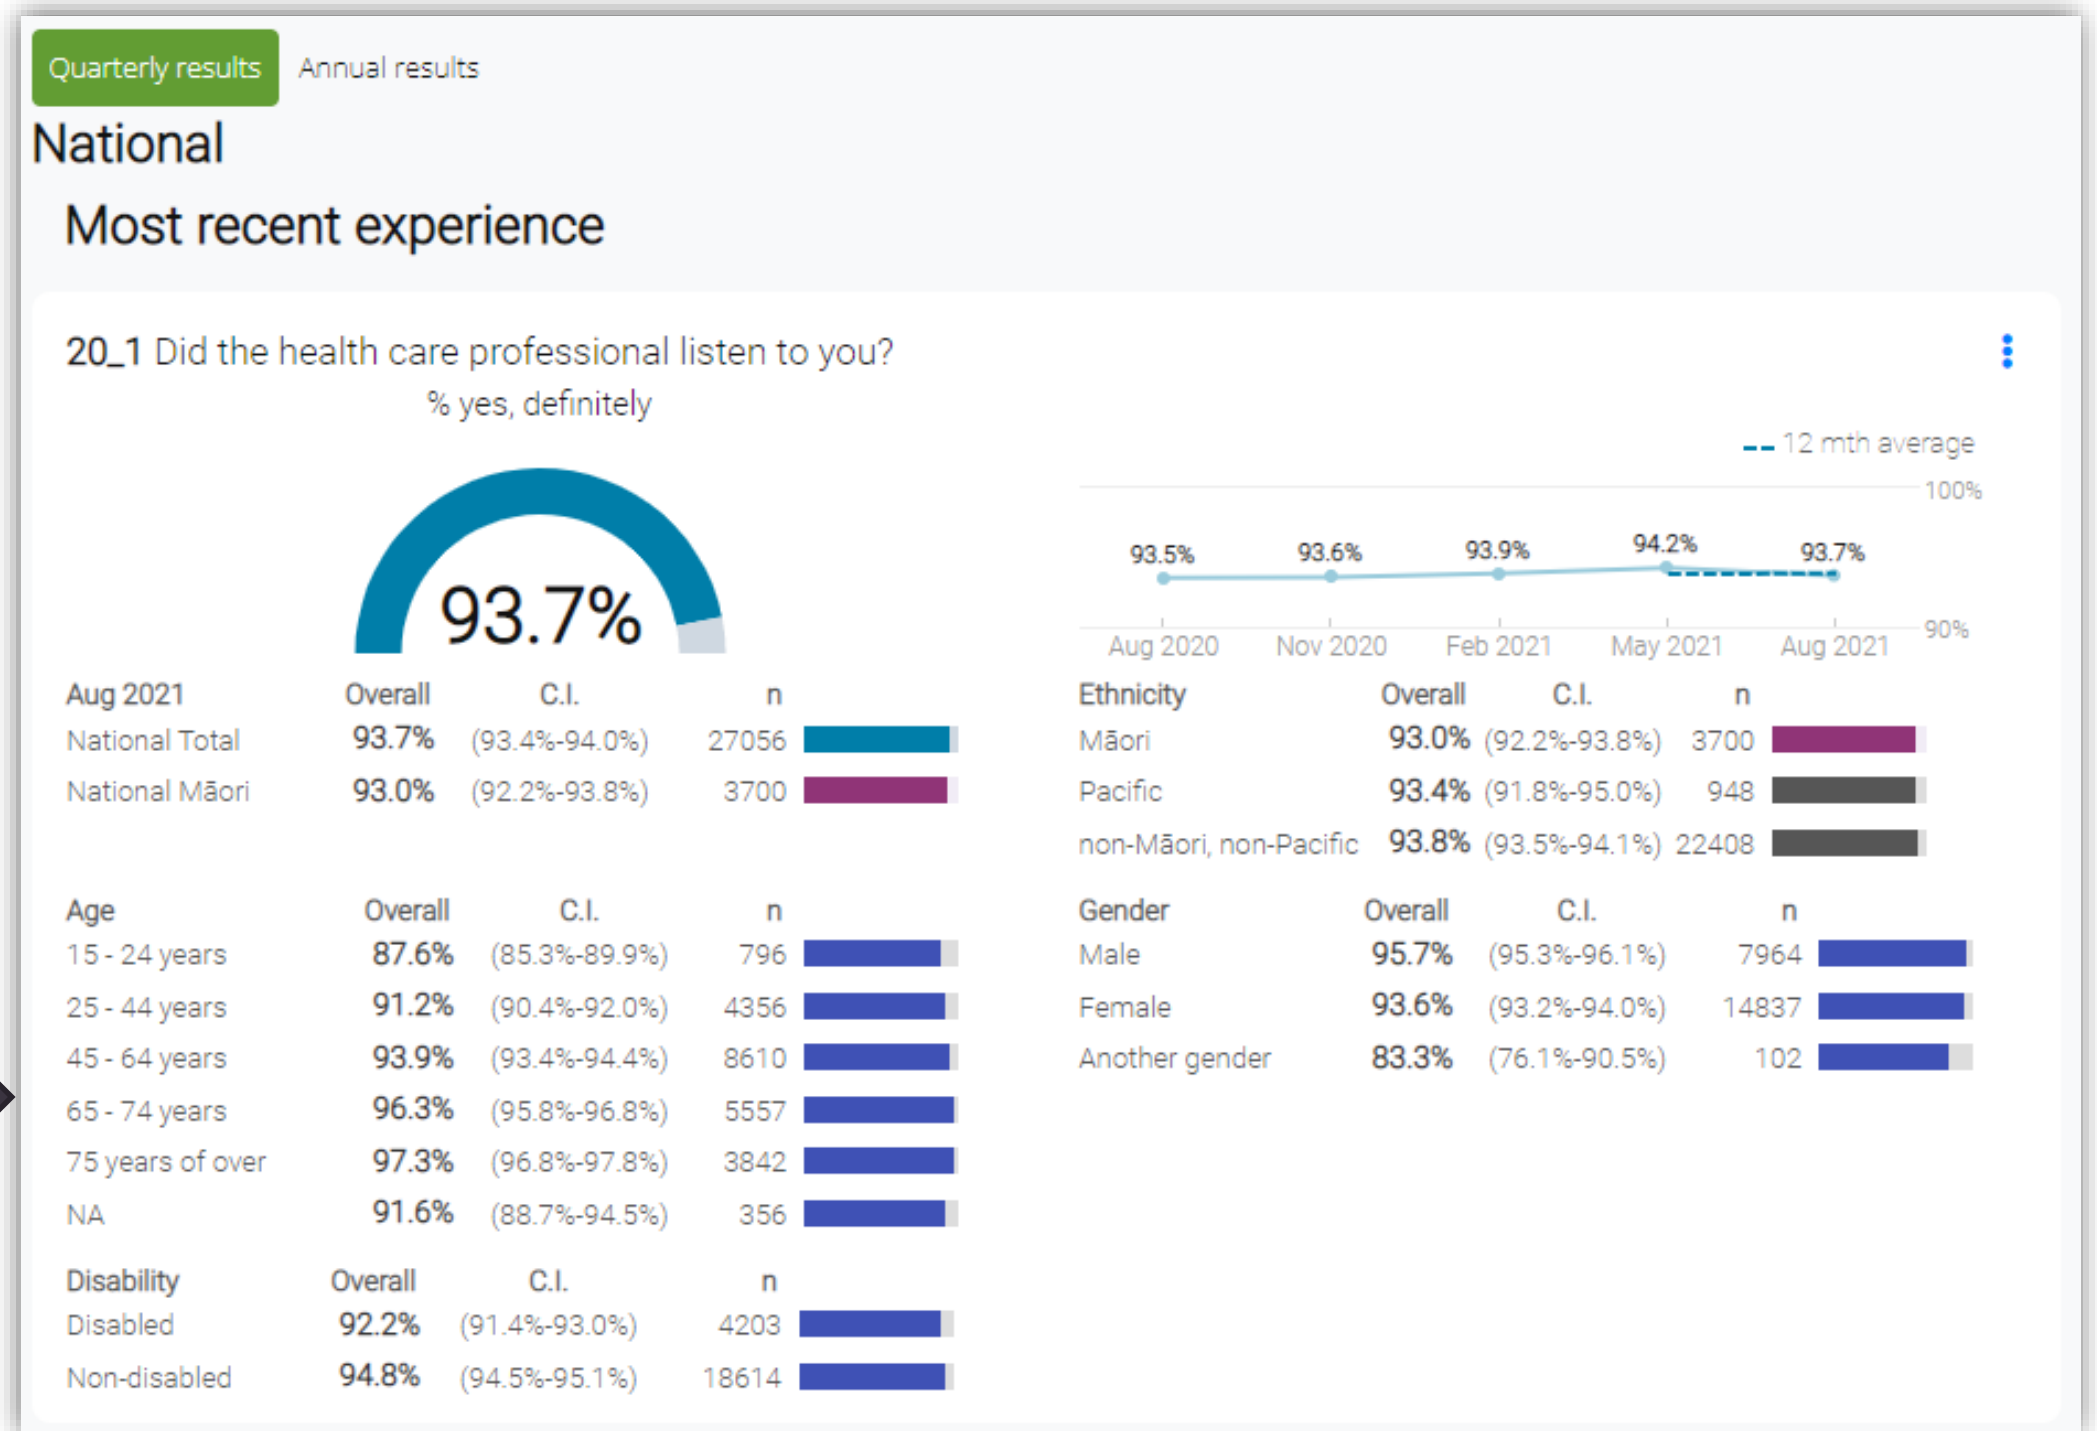 Quarterly results Annual results
National
Most recent experience
20_1 Did the health care professional listen to you?
% yes, definitely
93.7%
12 mth average
100%
93.5% 93.6% 93.9% 94.2% 93.7%
90%
Aug 2020 Nov 2020 Feb 2021 May 2021 Aug 2021
Aug 2021 Overall C.I. n
National Total 93.7% (93.4%-94.0%) 27056
National Māori 93.0% (92.2%-93.8%) 3700
Ethnicity Overall C.I. n
Māori 93.0% (92.2%-93.8%) 3700
Pacific 93.4% (91.8%-95.0%) 948
non-Māori, non-Pacific 93.8% (93.5%-94.1%) 22408
Age Overall C.I. n
15 - 24 years 87.6% (85.3%-89.9%) 796
25 - 44 years 91.2% (90.4%-92.0%) 4356
45 - 64 years 93.9% (93.4%-94.4%) 8610
65 - 74 years 96.3% (95.8%-96.8%) 5557
75 years of over 97.3% (96.8%-97.8%) 3842
NA 91.6% (88.7%-94.5%) 356
Gender Overall C.I. n
Male 95.7% (95.3%-96.1%) 7964
Female 93.6% (93.2%-94.0%) 14837
Another gender 83.3% (76.1%-90.5%) 102
Disability Overall C.I. n
Disabled 92.2% (91.4%-93.0%) 4203
Non-disabled 94.8% (94.5%-95.1%) 18614